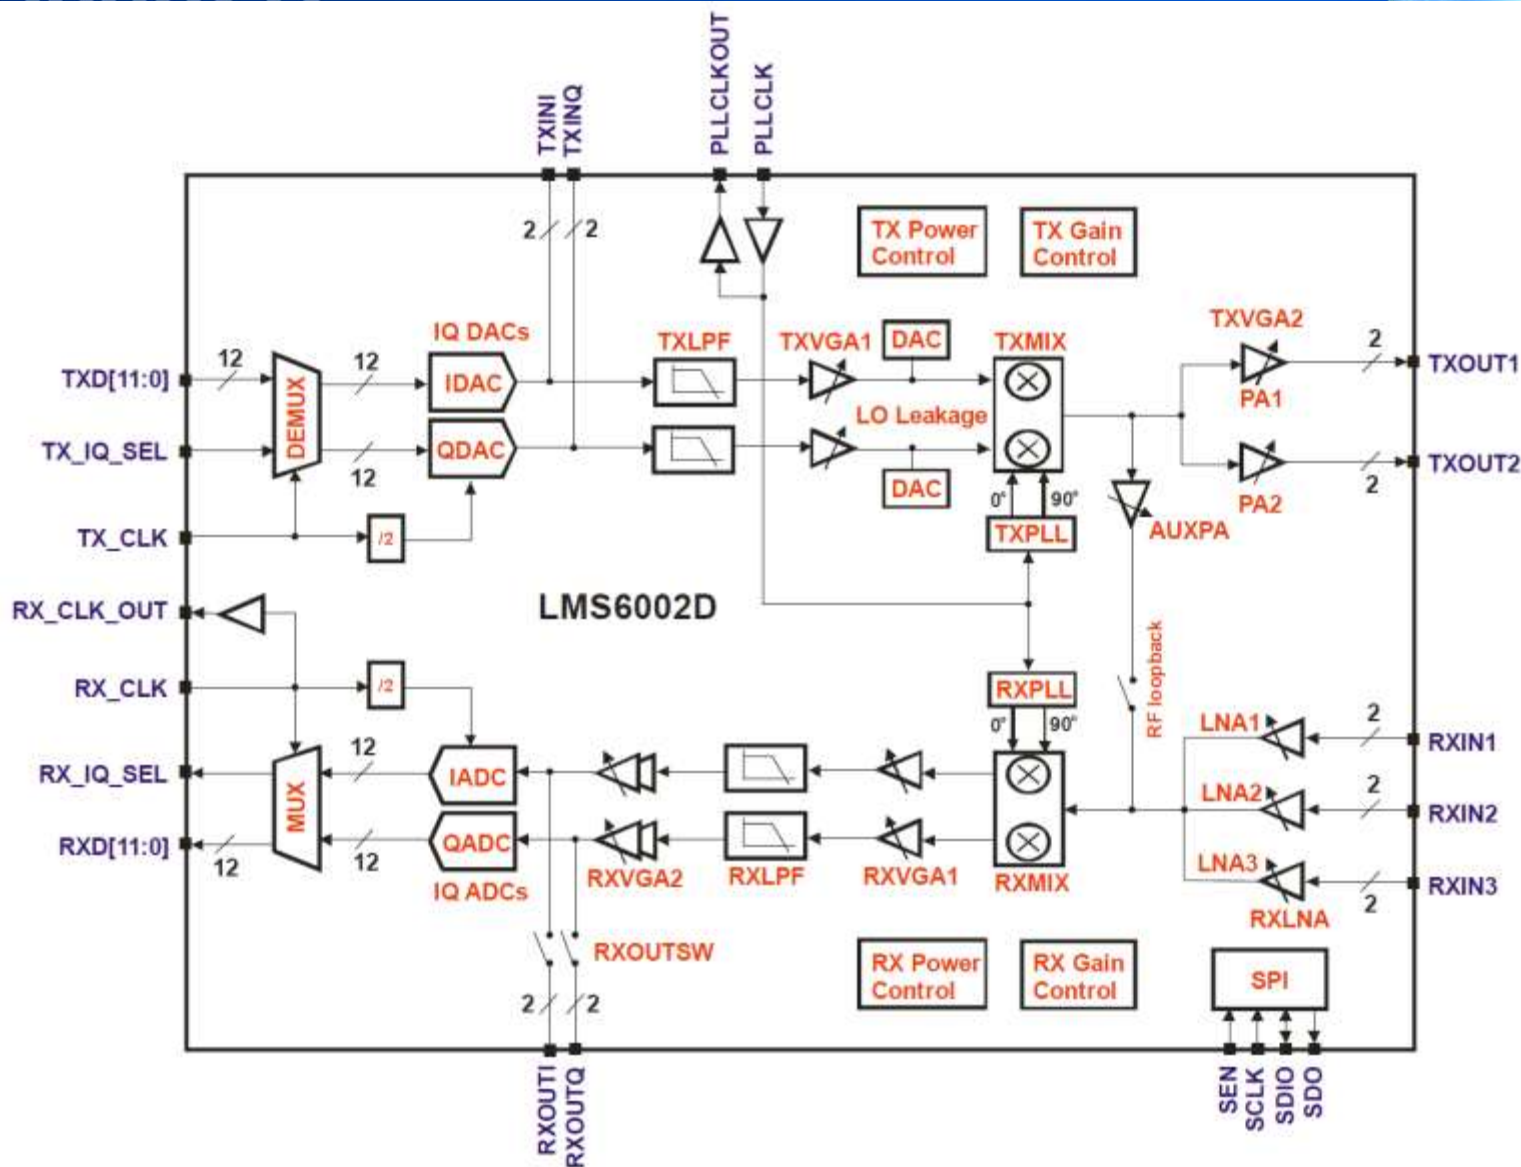 PLLCLKOUT
PLLCLK
TXINI
TXINQ
2
2
TX Power
Control
TX Gain
Control
IQ DACs
TXLPF
TXVGA1
DAC
TXMIX
TXVGA2
2
TXD[11:0]
12
12
IDAC
TXOUT1
PA1
DEMUX
LO Leakage
TX_IQ_SEL
QDAC
12
DAC
TXOUT2
2
PA2
0°
90°
TX_CLK
/2
TXPLL
AUXPA
LMS6002D
RX_CLK_OUT
RF loopback
RX_CLK
/2
RXPLL
0°
90°
LNA1
2
RXIN1
RX_IQ_SEL
12
IADC
MUX
LNA2
2
RXIN2
RXD[11:0]
12
12
QADC
IQ ADCs
RXVGA2
RXLPF
RXVGA1
RXMIX
LNA3
2
RXIN3
RXLNA
RXOUTSW
RX Power
Control
RX Gain
Control
SPI
2
2
RXOUTI
RXOUTQ
SEN
SCLK
SDIO
SDO